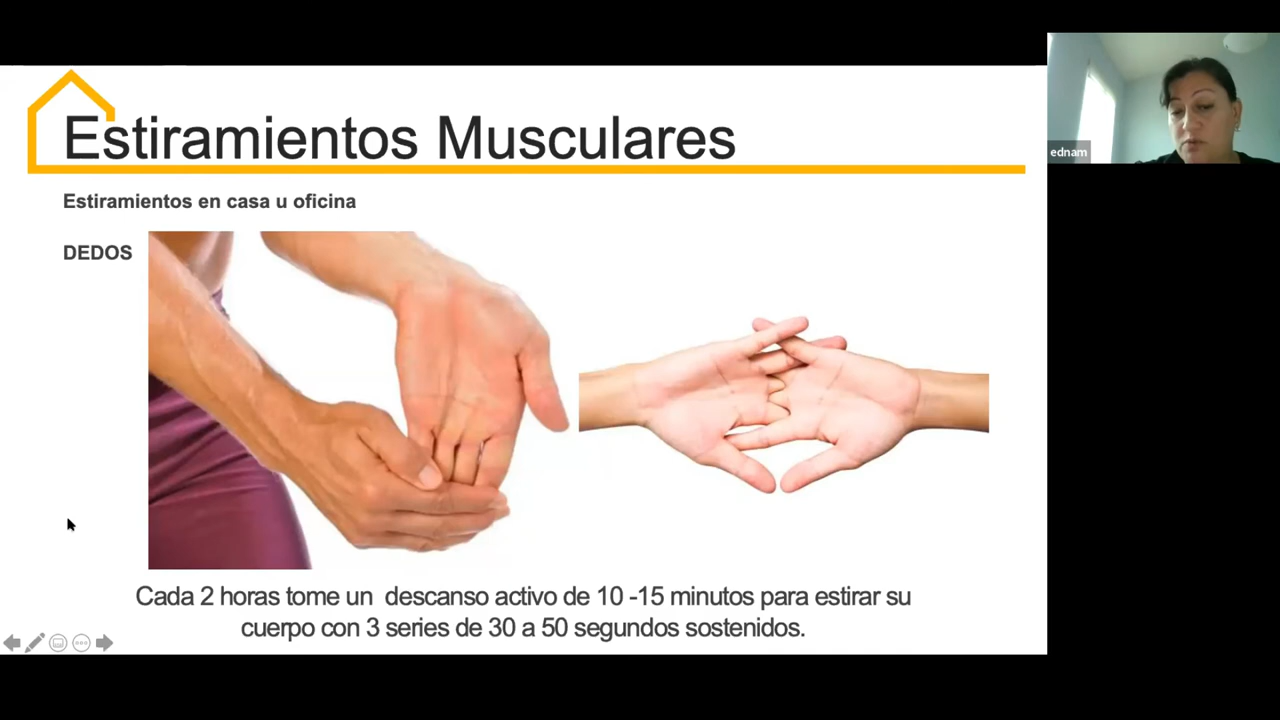 Estiramientos Musculares
Estiramientos en casa u oficina
DEDOS
Cada 2 horas tome un descanso activo de 10 -15 minutos para estirar su
cuerpo con 3 series de 30 a 50 segundos sostenidos.
ednam